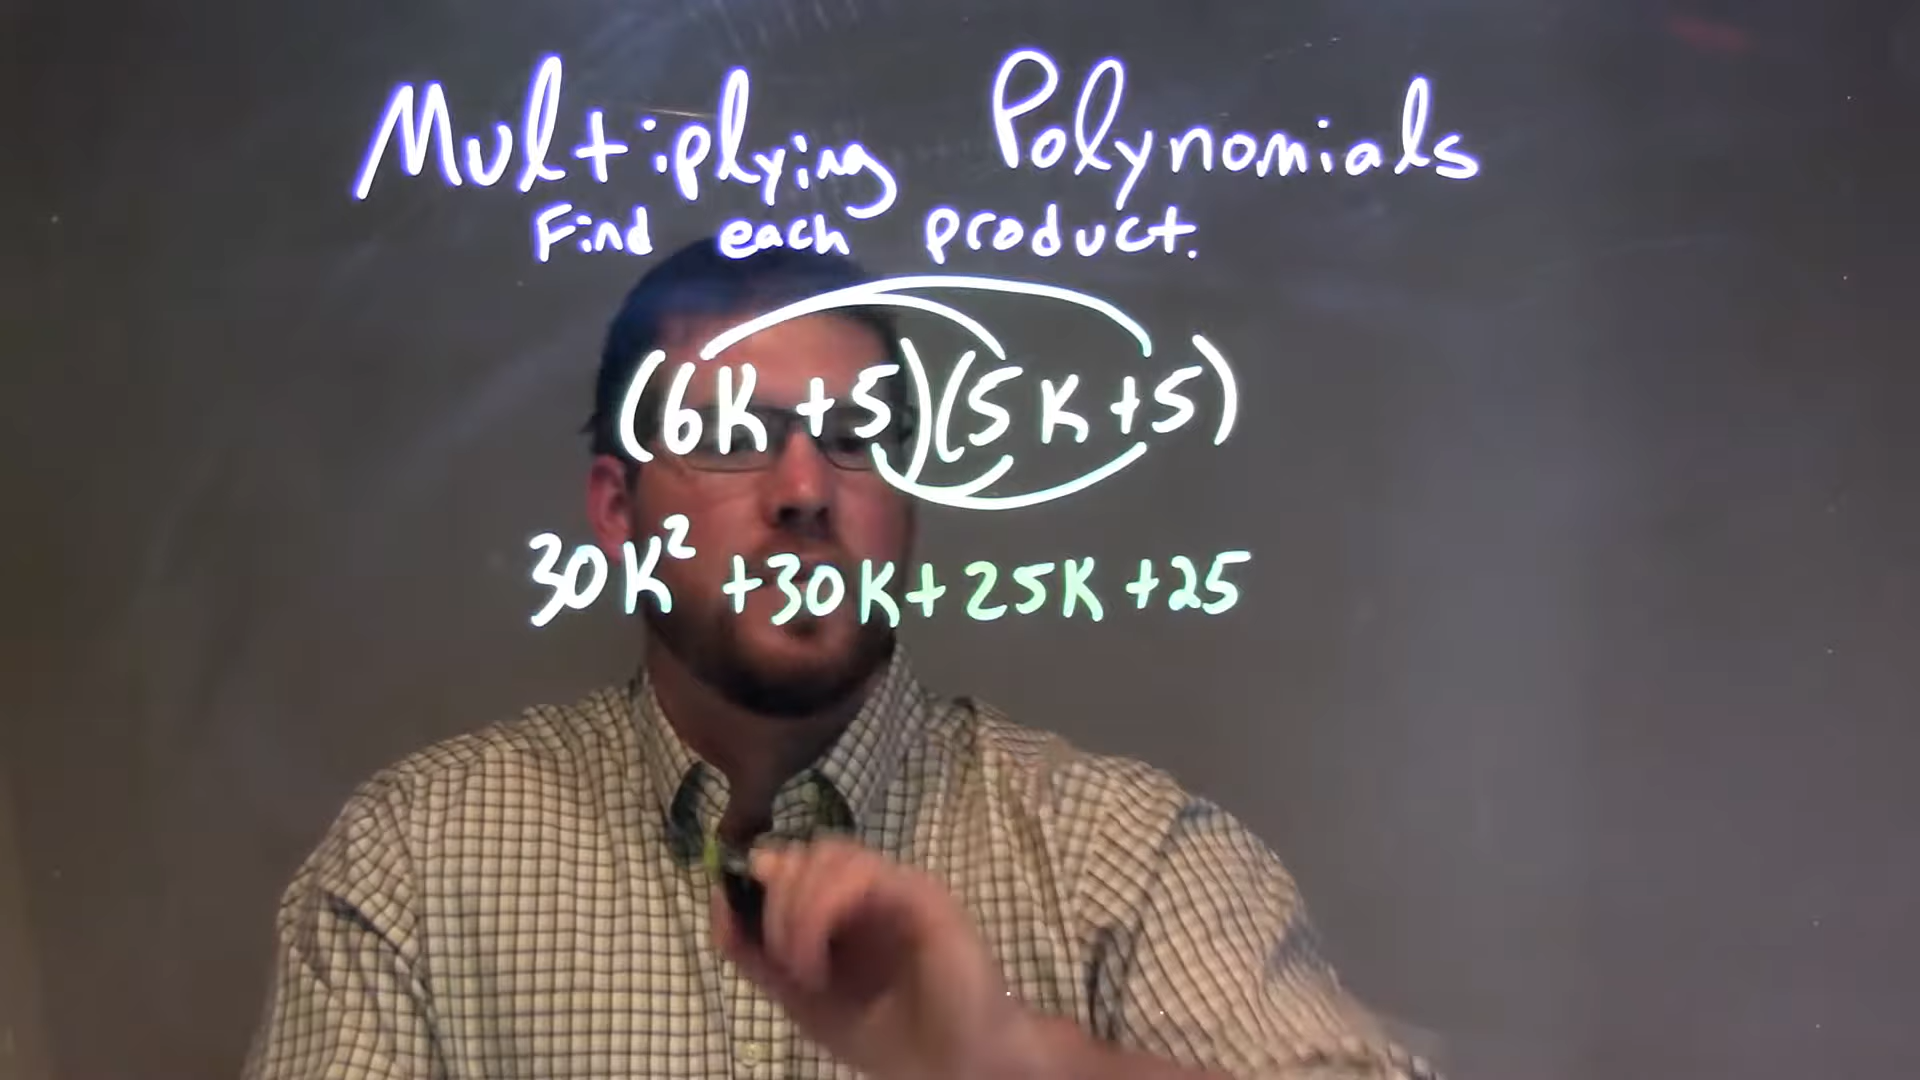 Multiplying Polynomials
Find each product.
(6K+5)(5K+5)
30K² +30K+25K+25